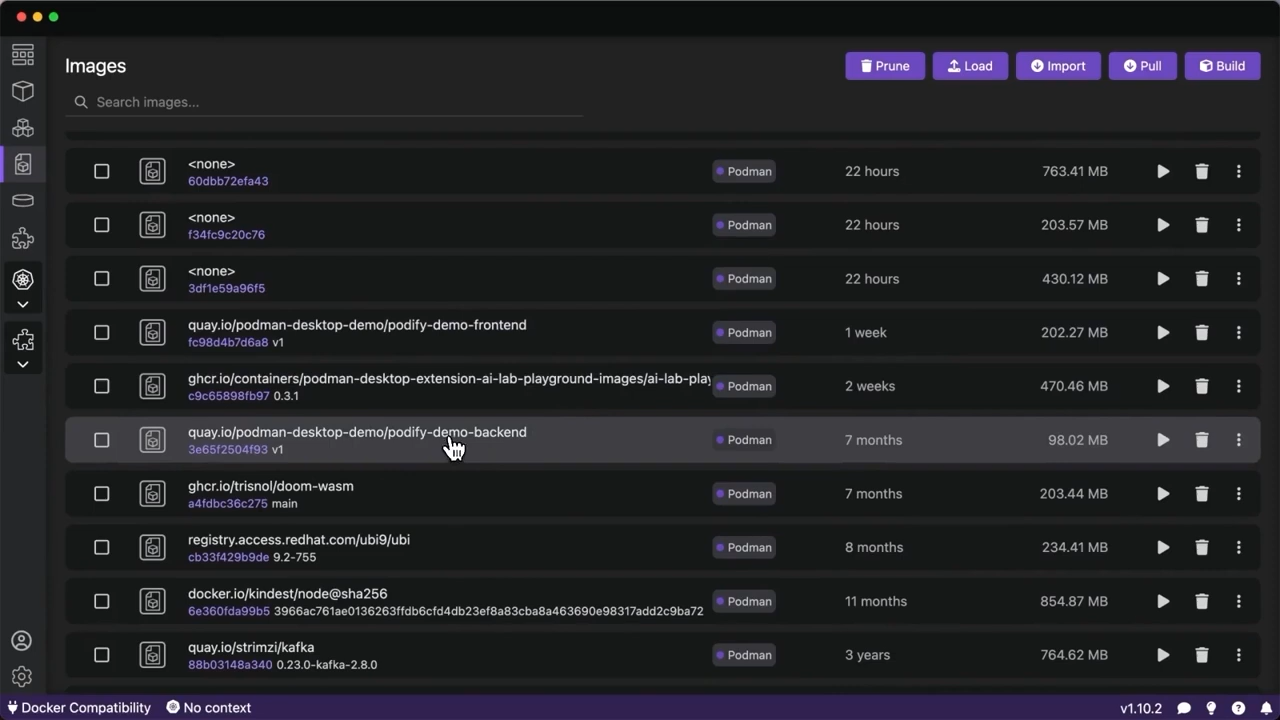 Images
Prune
Load
Import
Pull
Build
Search images...
<none>
60dbb72efa43
Podman
22 hours
763.41 MB
<none>
f34fc9c20c76
Podman
22 hours
203.57 MB
<none>
3df1e59a96f5
Podman
22 hours
430.12 MB
quay.io/podman-desktop-demo/podify-demo-frontend
fc98d4b7d6a8 v1
Podman
1 week
202.27 MB
ghcr.io/containers/podman-desktop-extension-ai-lab-playground-images/ai-lab-play
c9c65898fb97 0.3.1
Podman
2 weeks
470.46 MB
quay.io/podman-desktop-demo/podify-demo-backend
3e65f2504f93 v1
Podman
7 months
98.02 MB
ghcr.io/trisnol/doom-wasm
a4fdbc36c275 main
Podman
7 months
203.44 MB
registry.access.redhat.com/ubi9/ubi
cb33f429b9de 9.2-755
Podman
8 months
234.41 MB
docker.io/kindest/node@sha256
6e360fda99b5 3966ac761ae0136263ffdb6cfd4db23ef8a83cba8a463690e98317add2c9ba72
Podman
11 months
854.87 MB
quay.io/strimzi/kafka
88b03148a340 0.23.0-kafka-2.8.0
Podman
3 years
764.62 MB
Docker Compatibility
No context
v1.10.2